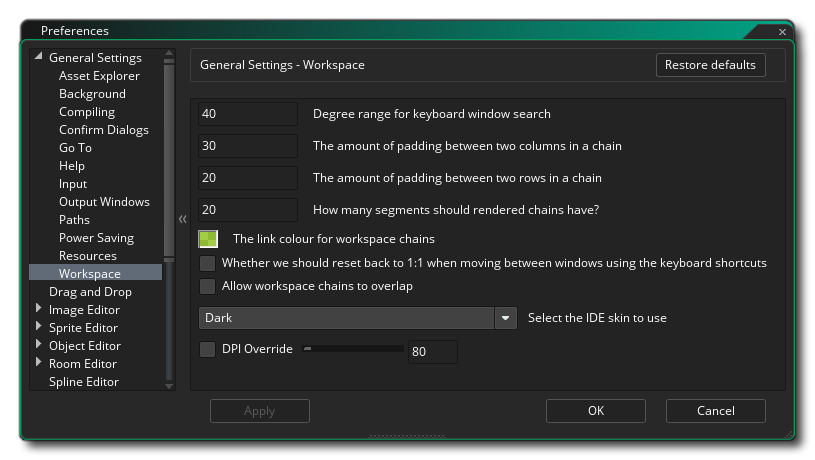 Preferences
General Settings
Asset Explorer
Background
Compiling
Confirm Dialogs
Go To
Help
Input
Output Windows
Paths
Power Saving
Resources
Workspace
Drag and Drop
Image Editor
Sprite Editor
Object Editor
Room Editor
Spline Editor
General Settings - Workspace
Restore defaults
40 Degree range for keyboard window search
30 The amount of padding between two columns in a chain
20 The amount of padding between two rows in a chain
20 How many segments should rendered chains have?
The link colour for workspace chains
Whether we should reset back to 1:1 when moving between windows using the keyboard shortcuts
Allow workspace chains to overlap
Dark Select the IDE skin to use
DPI Override 80
Apply OK Cancel